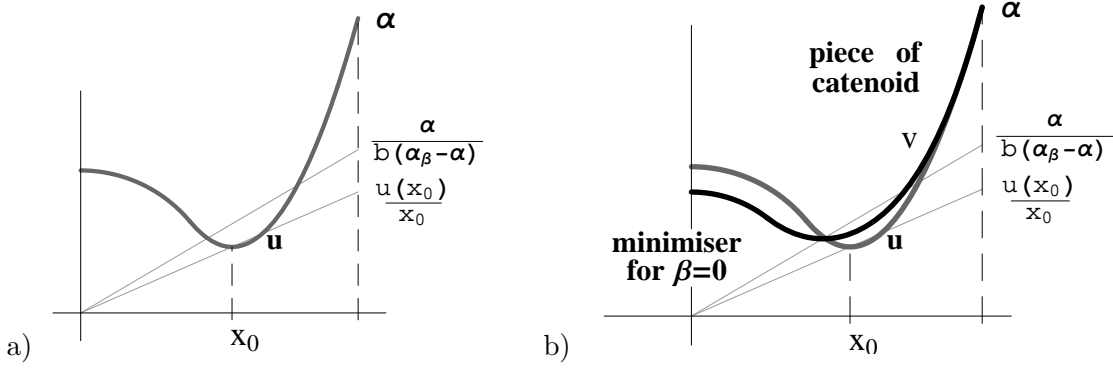 α
α
b(αβ-α)
u(x0)
x0
u
x0
a)
α
piece of
catenoid
v
α
b(αβ-α)
u(x0)
x0
u
minimiser
for β=0
x0
b)